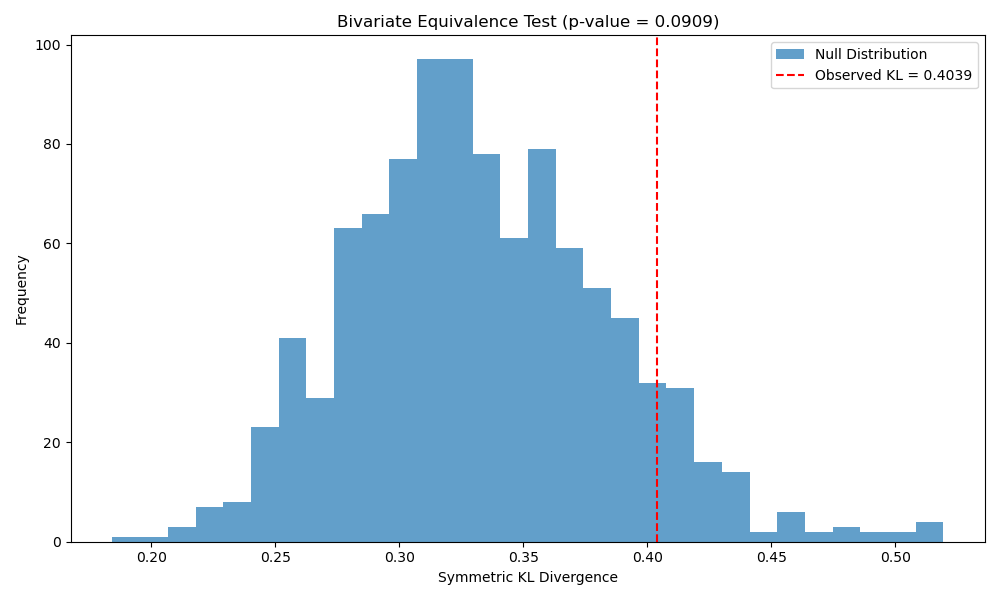 Bivariate Equivalence Test (p-value = 0.0909)
Null Distribution
Observed KL = 0.4039
Frequency
100
80
60
40
20
0
0.20 0.25 0.30 0.35 0.40 0.45 0.50
Symmetric KL Divergence